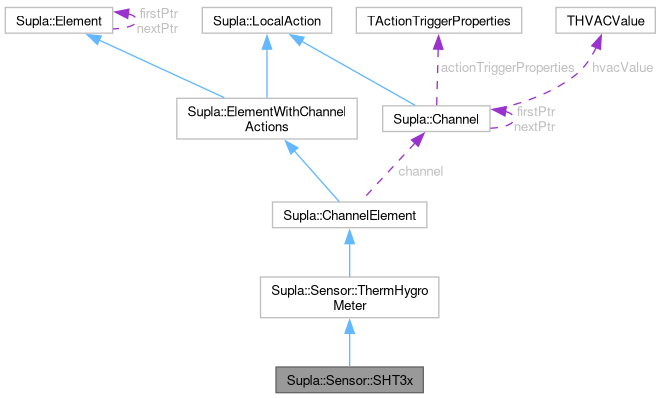 Supla::Element
firstPtr
nextPtr
Supla::LocalAction
TActionTriggerProperties
THVACValue
actionTriggerProperties
hvacValue
Supla::ElementWithChannel
Actions
Supla::Channel
firstPtr
nextPtr
channel
Supla::ChannelElement
Supla::Sensor::ThermHygro
Meter
Supla::Sensor::SHT3x